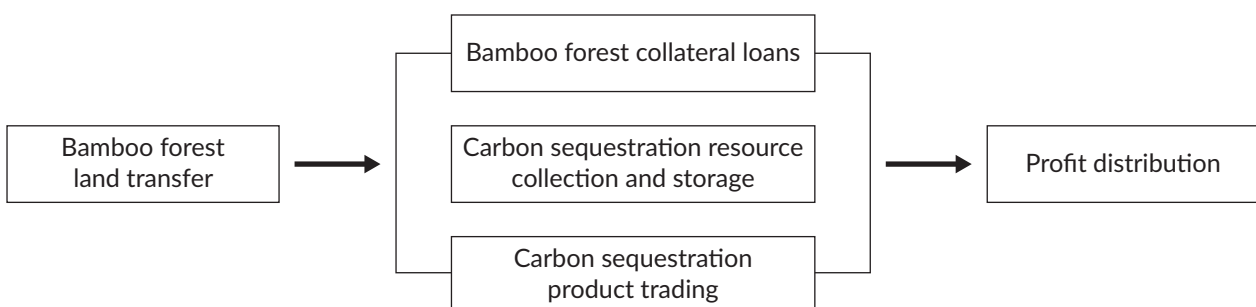 Bamboo forest
land transfer
Bamboo forest collateral loans
Carbon sequestration resource
collection and storage
Carbon sequestration
product trading
Profit distribution